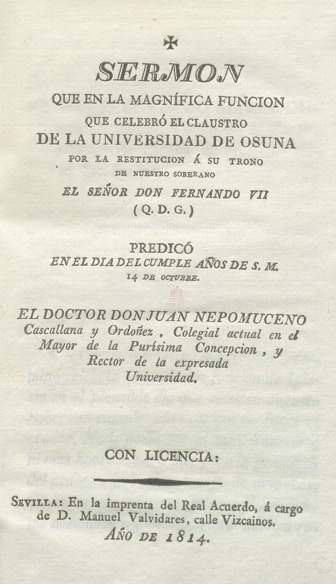 ✠
SERMON
QUE EN LA MAGNÍFICA FUNCION
QUE CELEBRÓ EL CLAUSTRO
DE LA UNIVERSIDAD DE OSUNA
POR LA RESTITUCION Á SU TRONO
DE NUESTRO SOBERANO
EL SEÑOR DON FERNANDO VII
(Q. D. G.)
PREDICÓ
EN EL DIA DEL CUMPLE AÑOS DE S. M.
14 DE OCTUBRE.
EL DOCTOR DON JUAN NEPOMUCENO
Cascallana y Ordoñez, Colegial actual en el
Mayor de la Purísima Concepcion, y
Rector de la expresada
Universidad.
CON LICENCIA:
SEVILLA: En la imprenta del Real Acuerdo, á cargo
de D. Manuel Valvidares, calle Vizcainos.
AÑO DE 1814.